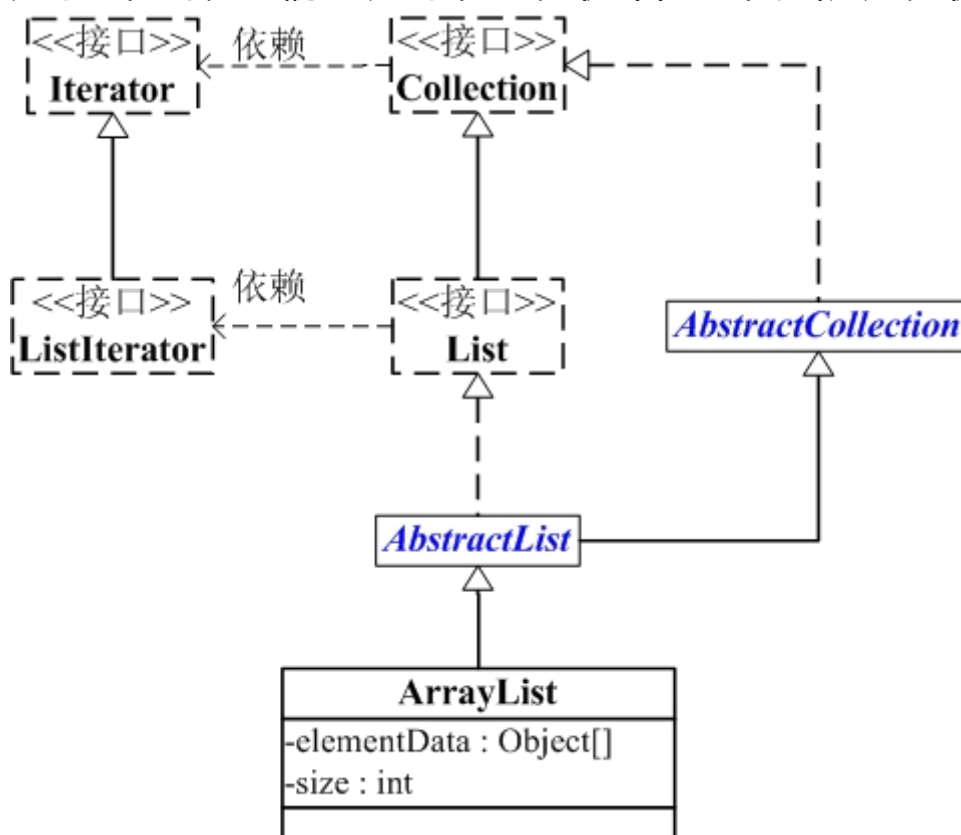 <<接口>>
Iterator
依赖
<<接口>>
Collection
<<接口>>
ListIterator
依赖
<<接口>>
List
AbstractCollection
AbstractList
ArrayList
-elementData : Object[]
-size : int